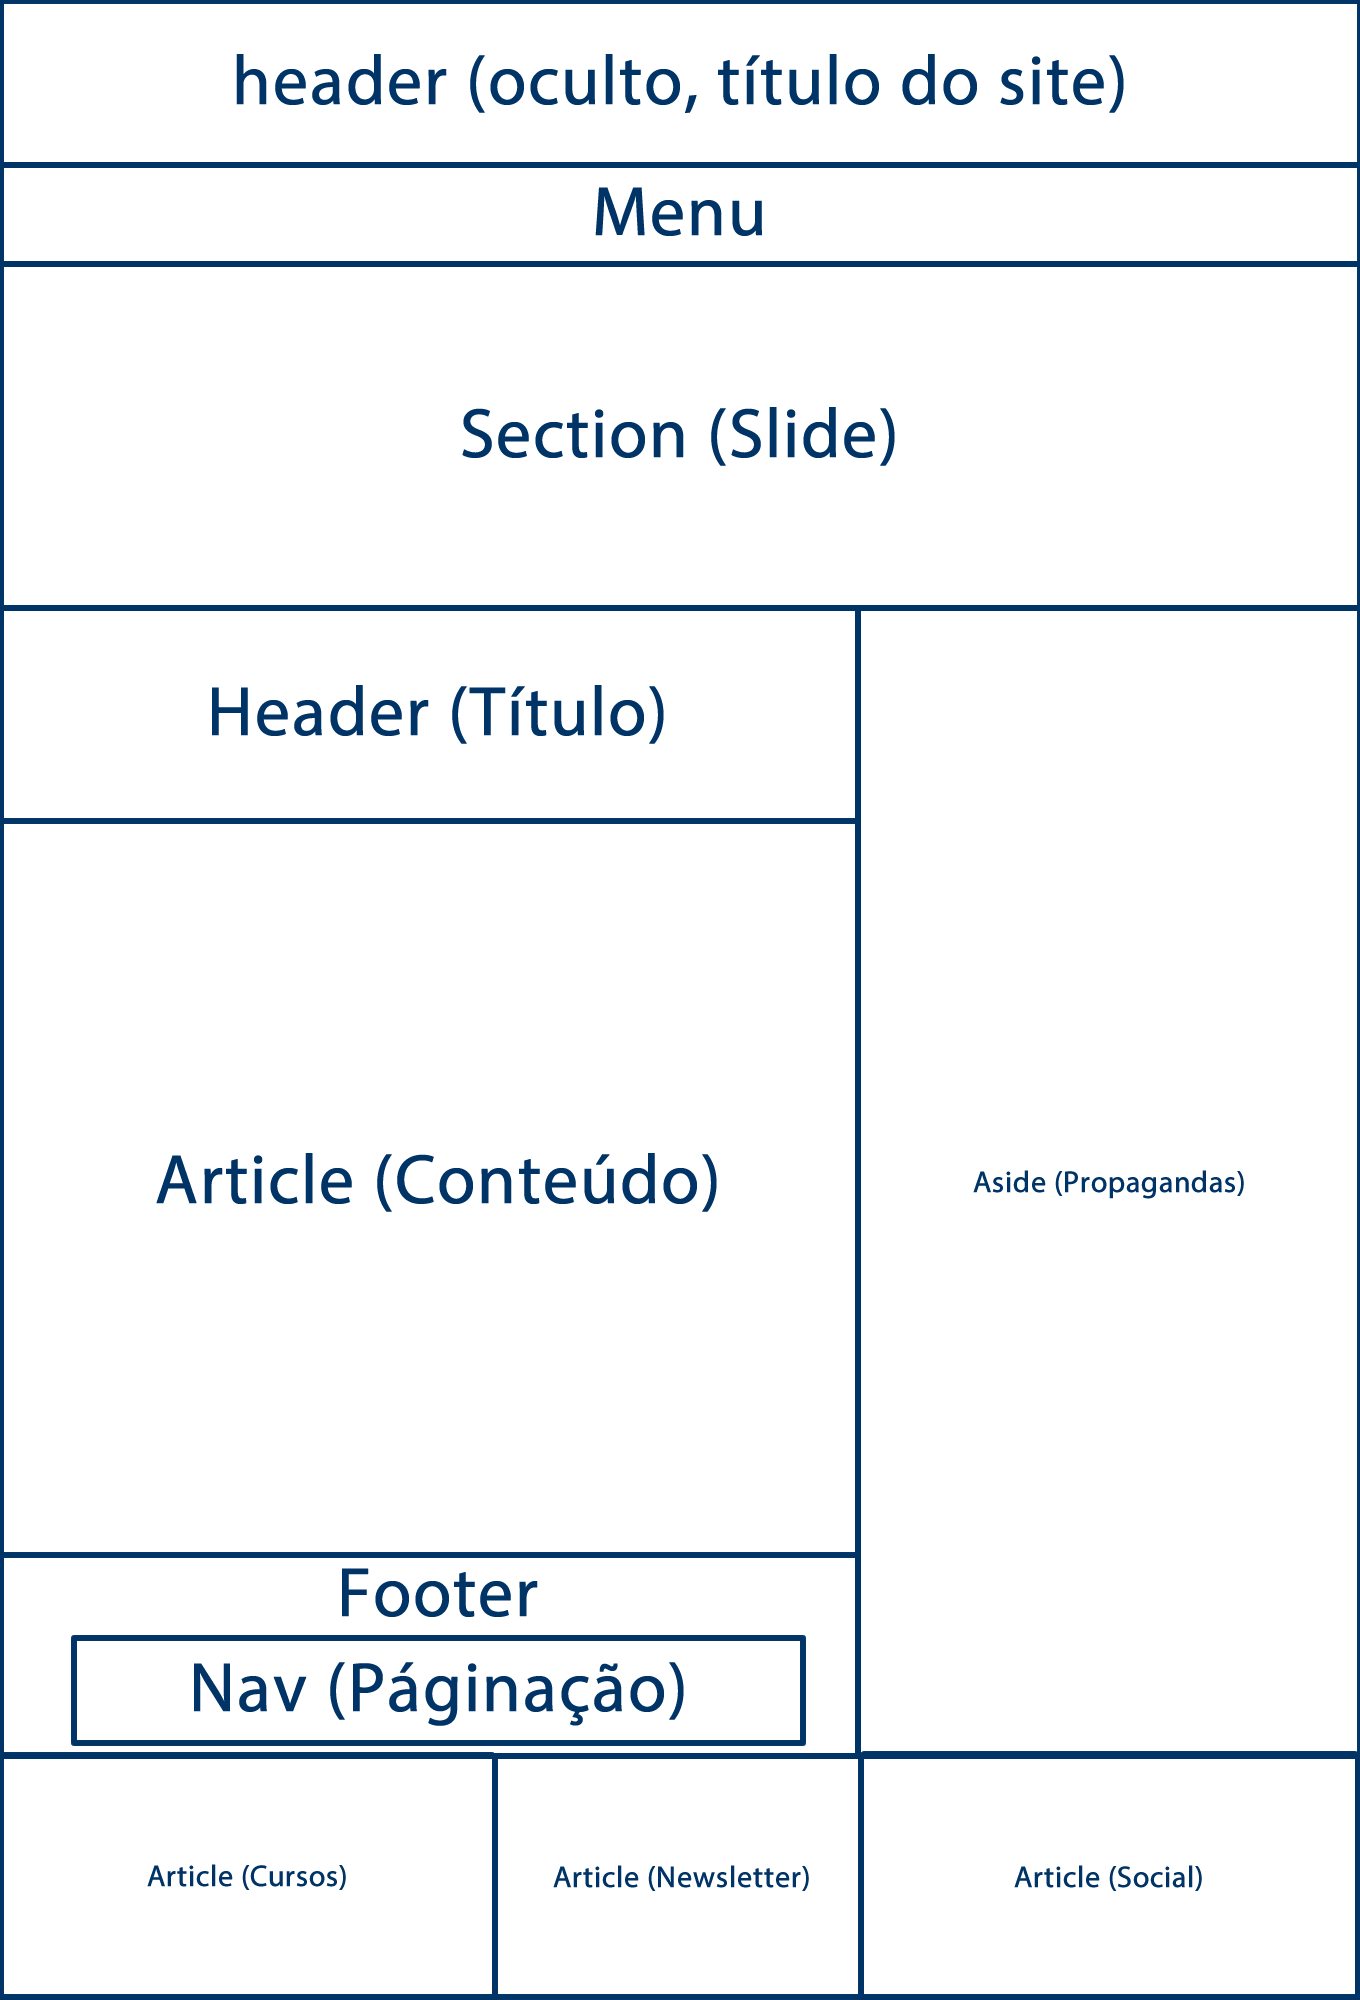 header (oculto, título do site)
Menu
Section (Slide)
Header (Título)
Article (Conteúdo)
Aside (Propagandas)
Footer
Nav (Páginação)
Article (Cursos)
Article (Newsletter)
Article (Social)